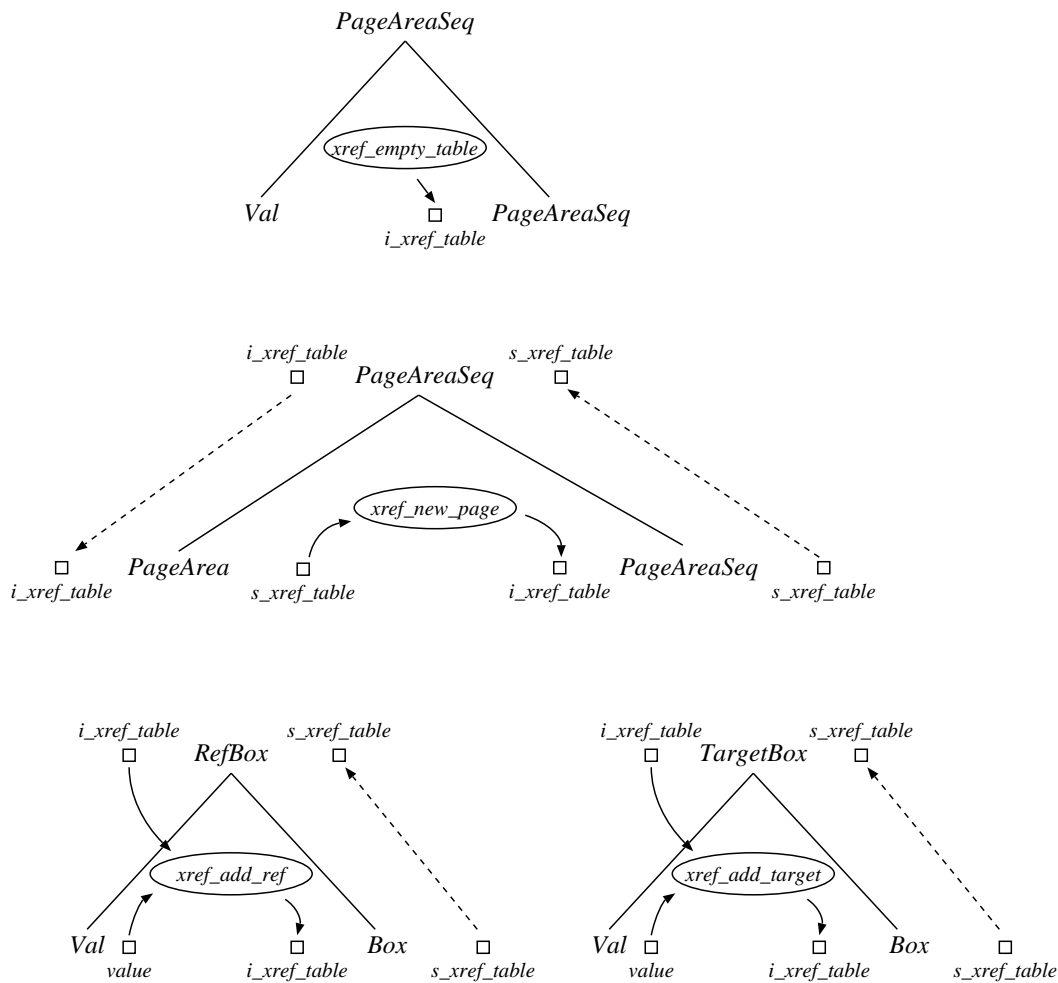 PageAreaSeq
xref_empty_table
Val
PageAreaSeq
i_xref_table
i_xref_table
s_xref_table
PageAreaSeq
xref_new_page
PageArea
PageAreaSeq
i_xref_table
s_xref_table
i_xref_table
s_xref_table
i_xref_table
s_xref_table
RefBox
xref_add_ref
Val
Box
value
i_xref_table
s_xref_table
i_xref_table
s_xref_table
TargetBox
xref_add_target
Val
Box
value
i_xref_table
s_xref_table